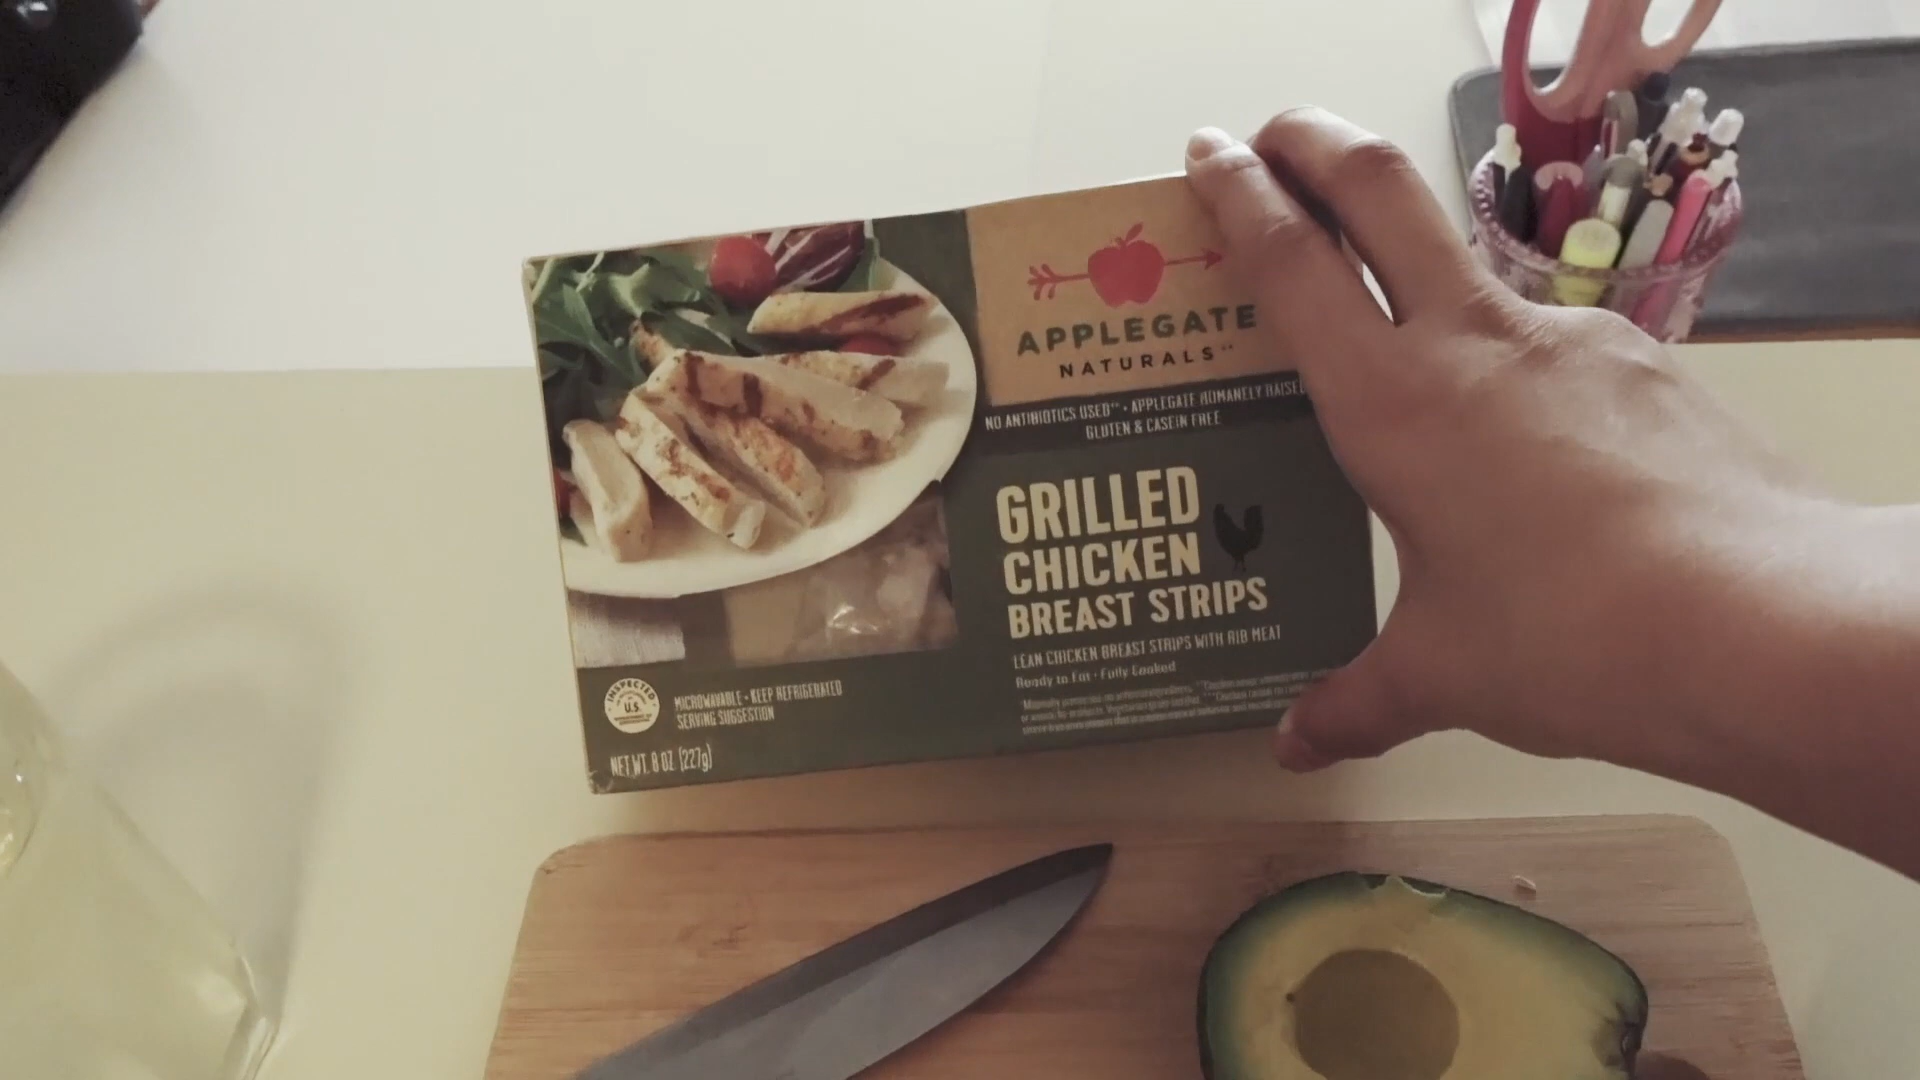 APPLEGATE
NATURALS
NO ANTIBIOTICS USED** • APPLEGATE HUMANELY RAISED
GLUTEN & CASEIN FREE
GRILLED
CHICKEN
BREAST STRIPS
LEAN CHICKEN BREAST STRIPS WITH RIB MEAT
Ready to Eat • Fully Cooked
INSPECTED
U.S.
MICROWAVABLE • KEEP REFRIGERATED
SERVING SUGGESTION
NET WT. 8 OZ (227g)